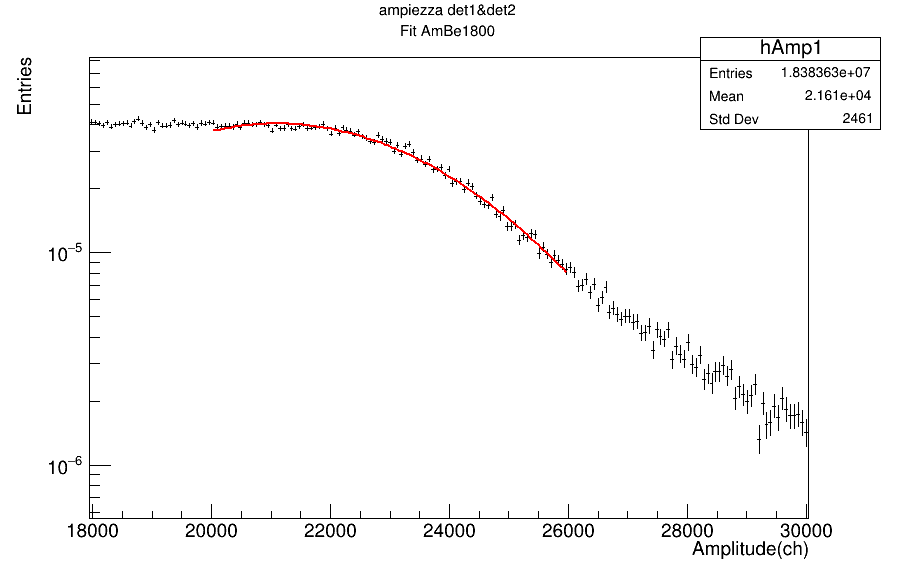 ampiezza det1&det2
Fit AmBe1800
hAmp1
Entries 1.838363e+07
Mean 2.161e+04
Std Dev 2461
Entries
10−5
10−6
18000 20000 22000 24000 26000 28000 30000
Amplitude(ch)